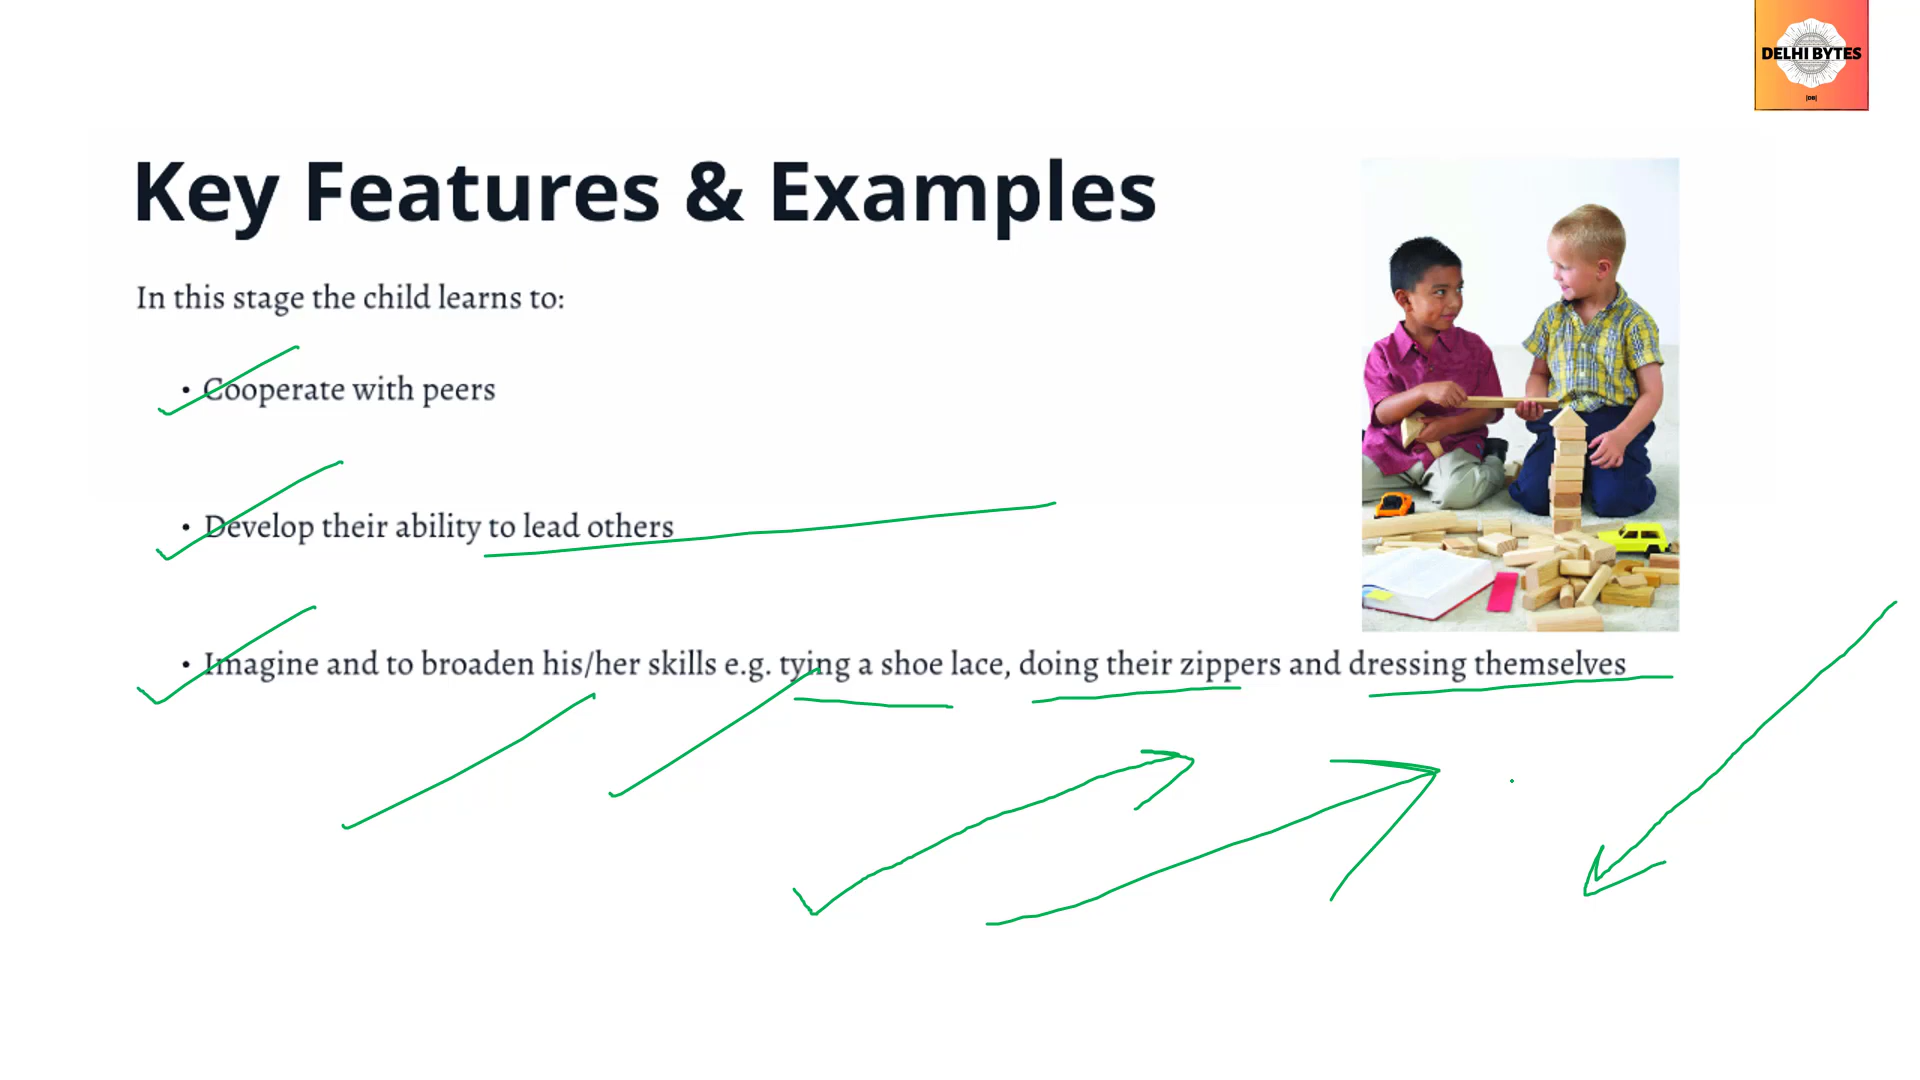 DELHI BYTES
|DB|
Key Features & Examples
In this stage the child learns to:
• Cooperate with peers
• Develop their ability to lead others
• Imagine and to broaden his/her skills e.g. tying a shoe lace, doing their zippers and dressing themselves